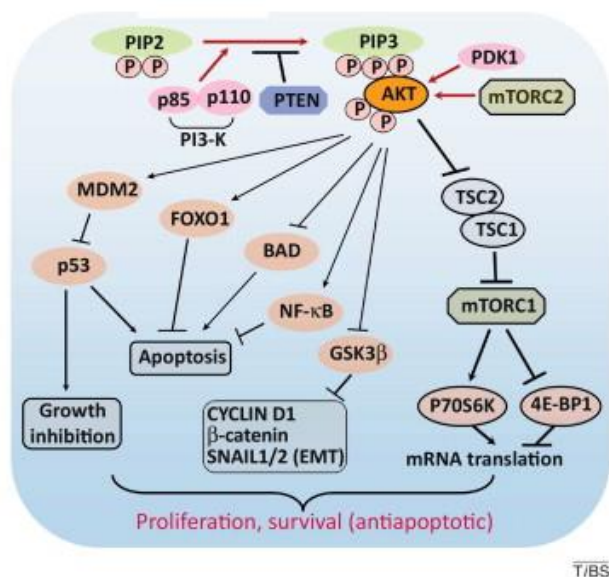 PIP2
PIP3
P P
P P P
PDK1
p85 p110
PTEN
AKT
mTORC2
P
P
PI3-K
MDM2
FOXO1
TSC2
BAD
TSC1
p53
NF-κB
mTORC1
Apoptosis
GSK3β
Growth
inhibition
CYCLIN D1
β-catenin
SNAIL1/2 (EMT)
P70S6K
4E-BP1
mRNA translation
Proliferation, survival (antiapoptotic)
T/BS